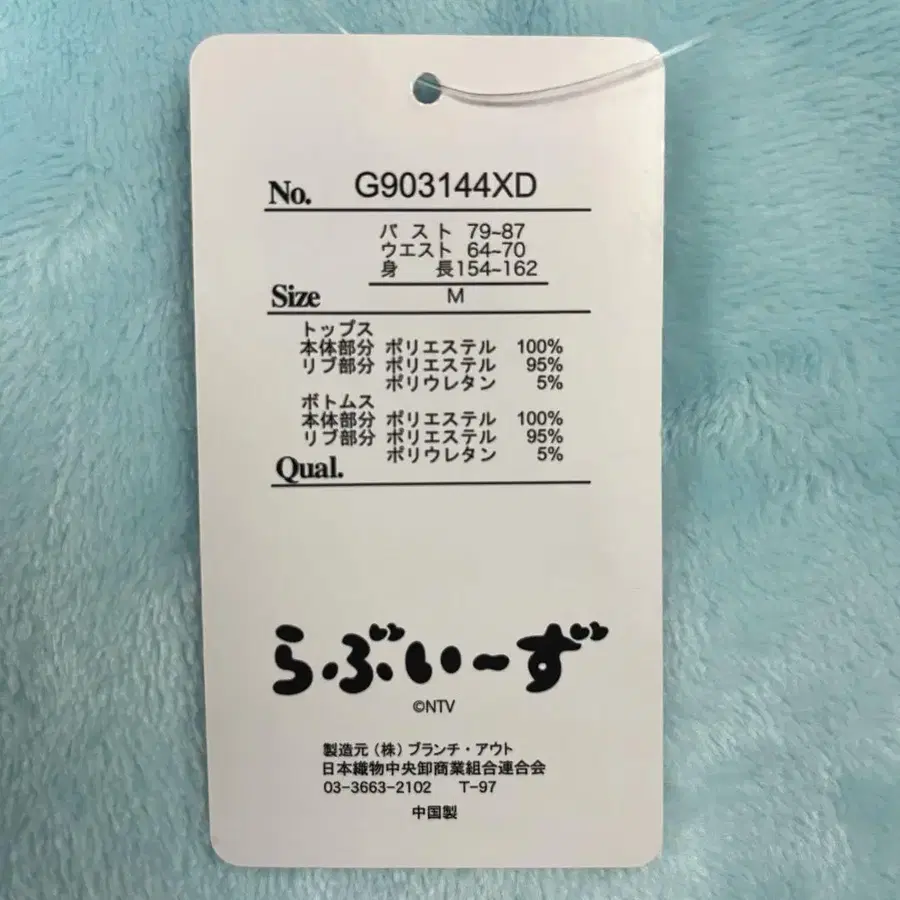 No. G903144XD
バスト 79~87
ウエスト 64~70
身 長 154~162
Size M
トップス
本体部分 ポリエステル 100%
リブ部分 ポリエステル 95%
ポリウレタン 5%
ボトムス
本体部分 ポリエステル 100%
リブ部分 ポリエステル 95%
ポリウレタン 5%
Qual.
らぶいーず
©NTV
製造元(株)ブランチ・アウト
日本織物中央卸商業組合連合会
03-3663-2102 T-97
中国製